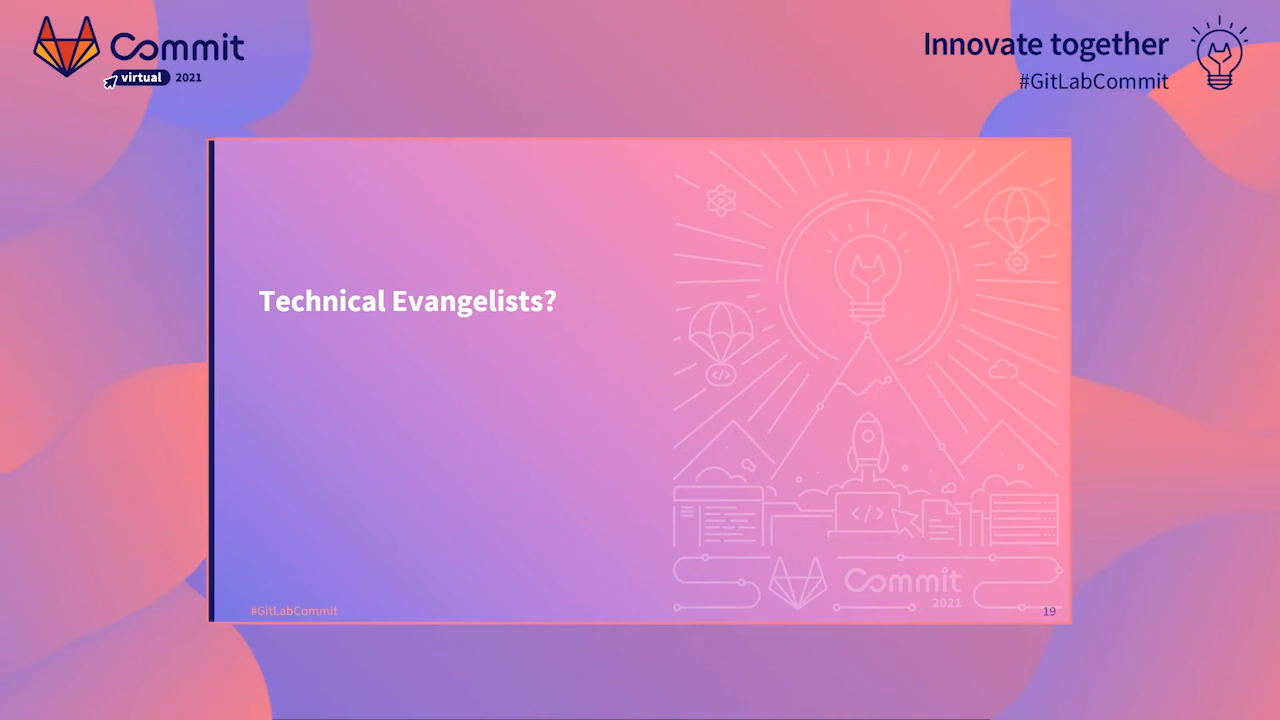 Commit
virtual 2021
Innovate together
#GitLabCommit
Technical Evangelists?
</>
</>
Commit
2021
#GitLabCommit
19